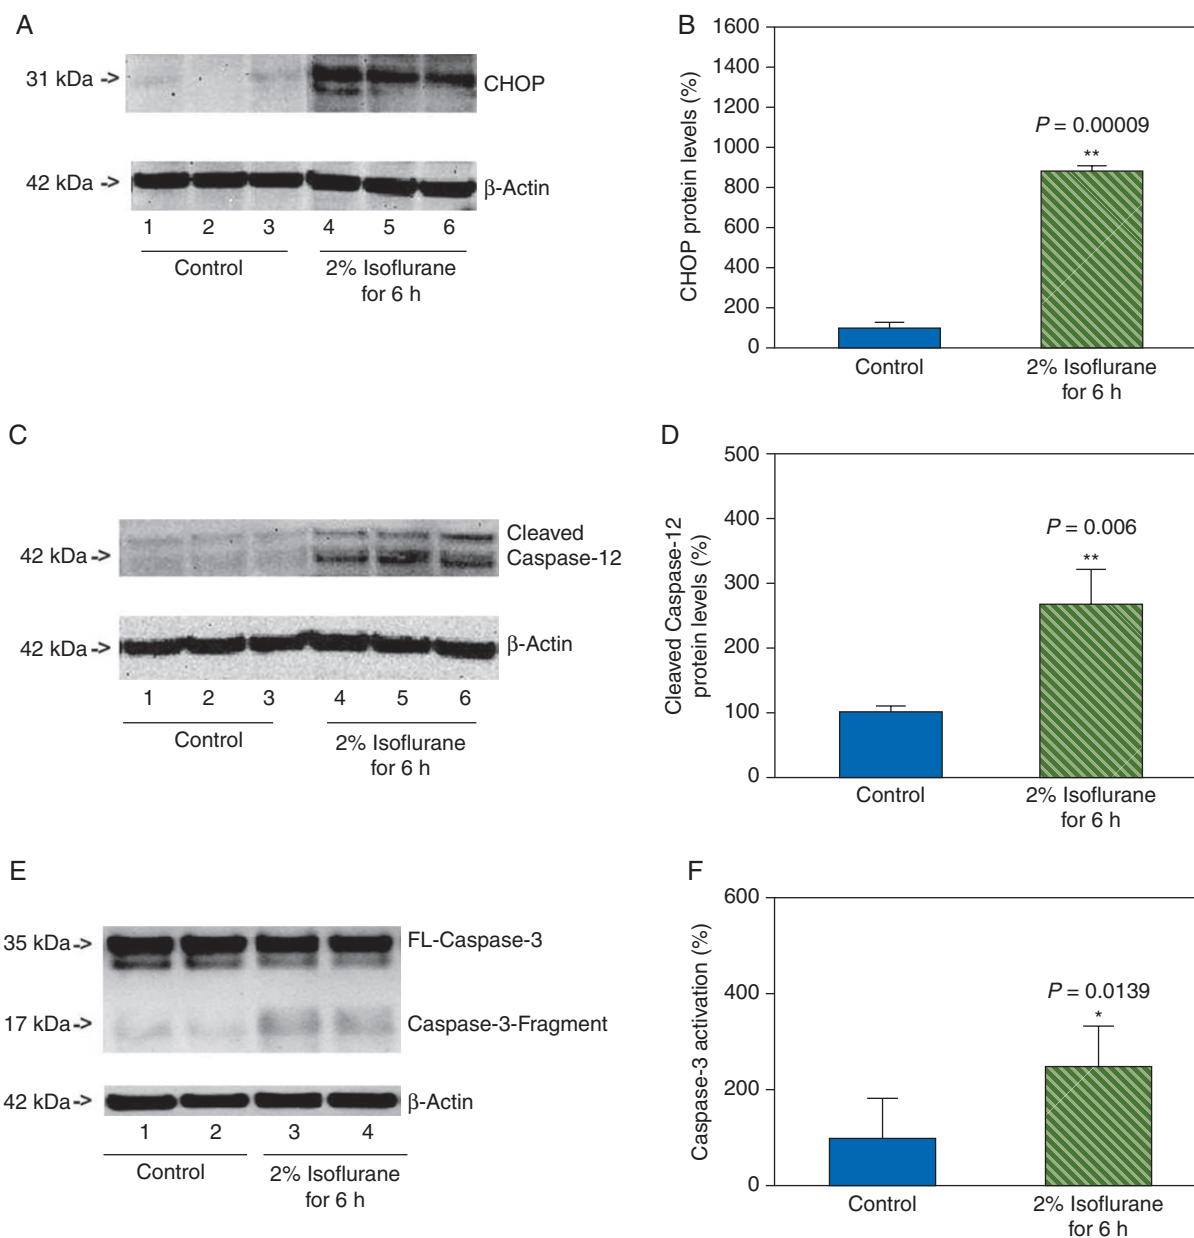 A
31 kDa ->
CHOP
42 kDa ->
β-Actin
1 2 3 4 5 6
Control
2% Isoflurane
for 6 h
B
CHOP protein levels (%)
1600
1400
1200
1000
800
600
400
200
0
P = 0.00009
**
Control
2% Isoflurane
for 6 h
C
42 kDa ->
Cleaved
Caspase-12
42 kDa ->
β-Actin
1 2 3 4 5 6
Control
2% Isoflurane
for 6 h
D
Cleaved Caspase-12
protein levels (%)
500
400
300
200
100
0
P = 0.006
**
Control
2% Isoflurane
for 6 h
E
35 kDa->
FL-Caspase-3
17 kDa->
Caspase-3-Fragment
42 kDa->
β-Actin
1 2 3 4
Control
2% Isoflurane
for 6 h
F
Caspase-3 activation (%)
600
400
200
0
P = 0.0139
*
Control
2% Isoflurane
for 6 h